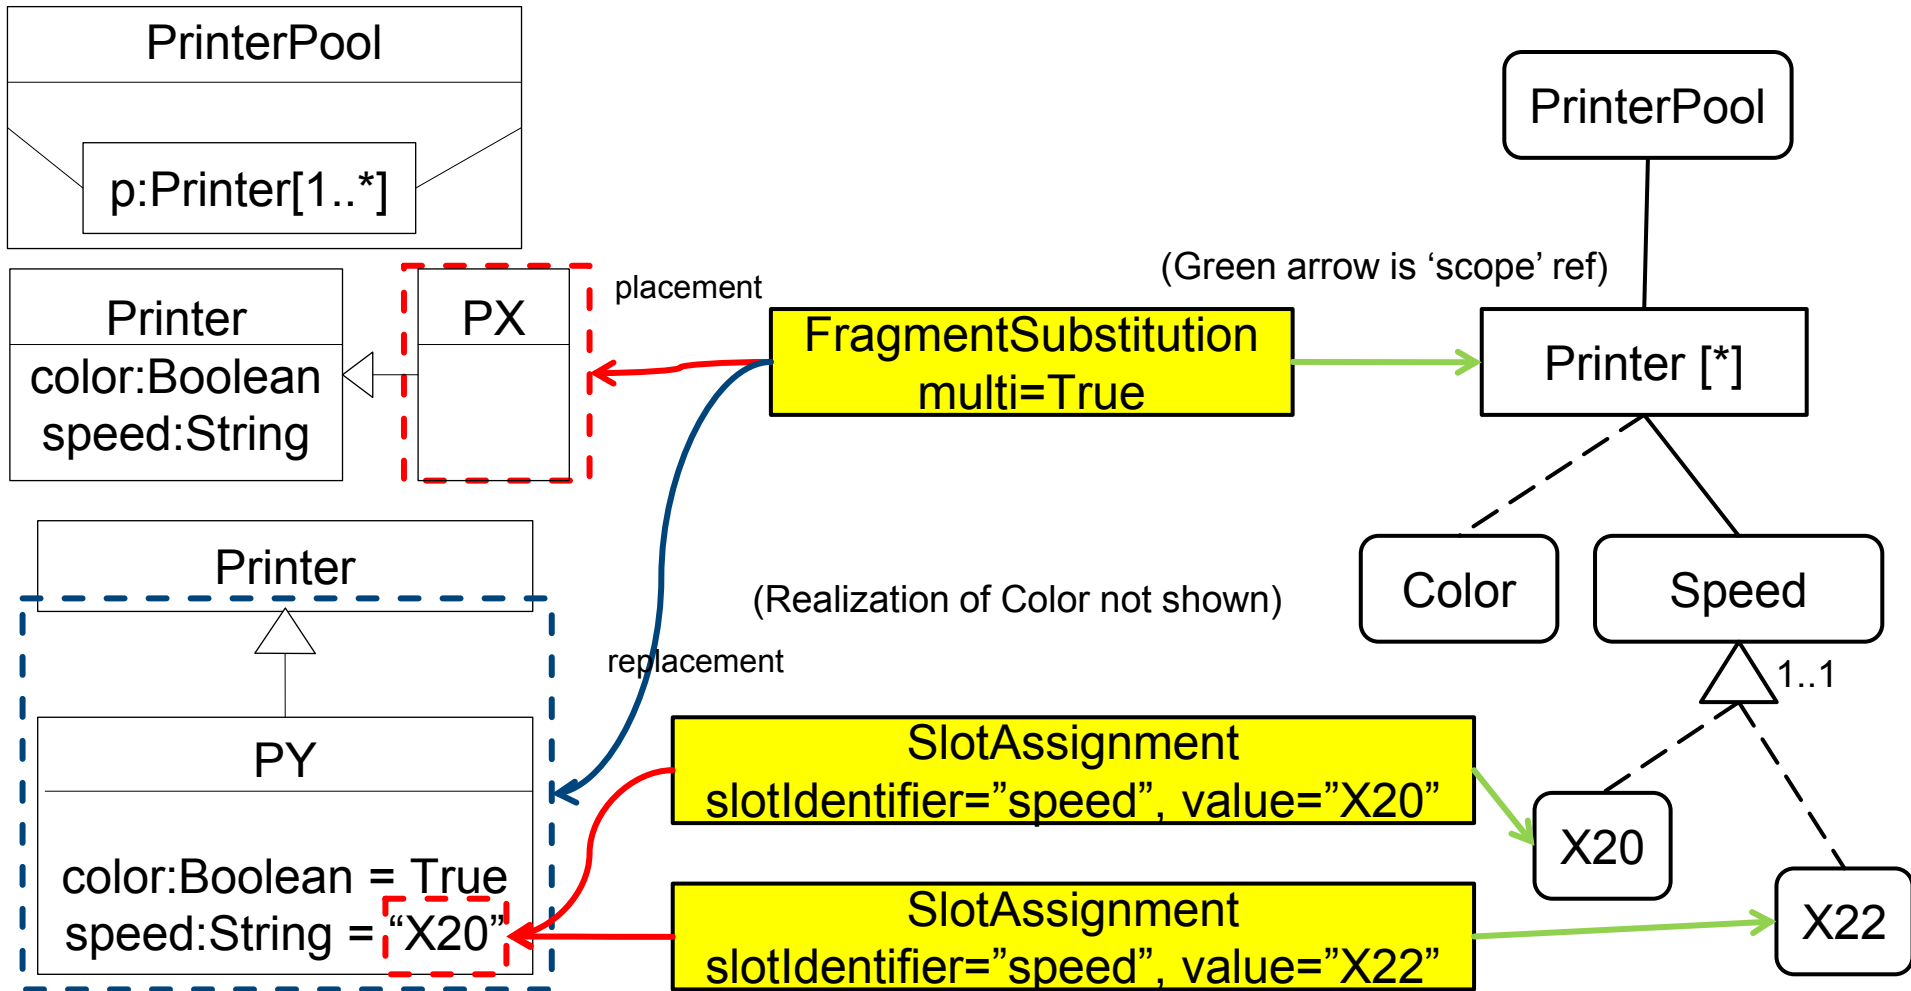 PrinterPool
p:Printer[1..*]
Printer
color:Boolean
speed:String
PX
placement
FragmentSubstitution
multi=True
(Green arrow is ‘scope’ ref)
PrinterPool
Printer [*]
Color
Speed
1..1
X20
X22
Printer
(Realization of Color not shown)
replacement
PY
color:Boolean = True
speed:String = “X20”
SlotAssignment
slotIdentifier=”speed”, value=”X20”
SlotAssignment
slotIdentifier=”speed”, value=”X22”